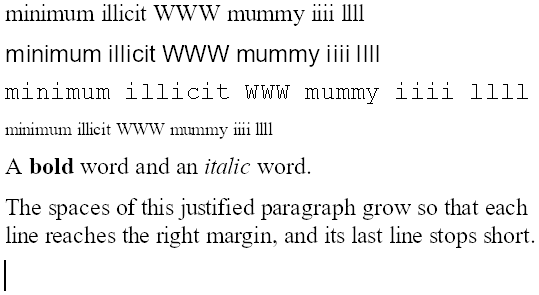 minimum illicit WWW mummy iiii llll
minimum illicit WWW mummy iiii llll
minimum illicit WWW mummy iiii llll
minimum illicit WWW mummy iiii llll
A bold word and an italic word.
The spaces of this justified paragraph grow so that each
line reaches the right margin, and its last line stops short.